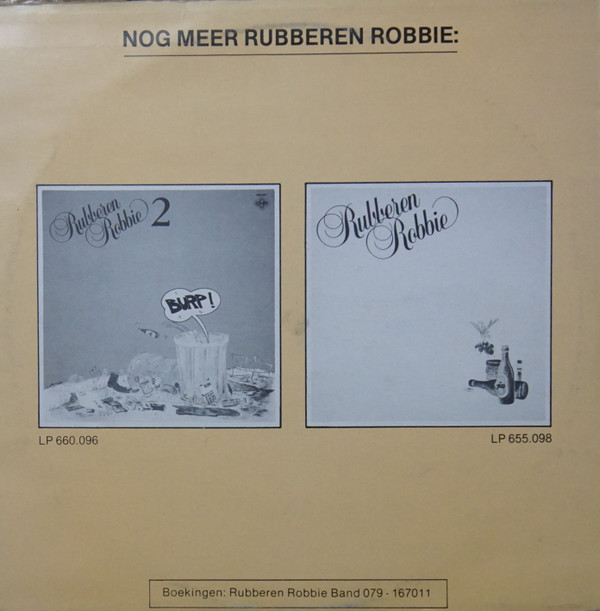 NOG MEER RUBBEREN ROBBIE:
Rubberen
Robbie 2
BURP!
Rubberen
Robbie
LP 660.096
LP 655.098
Boekingen: Rubberen Robbie Band 079 - 167011